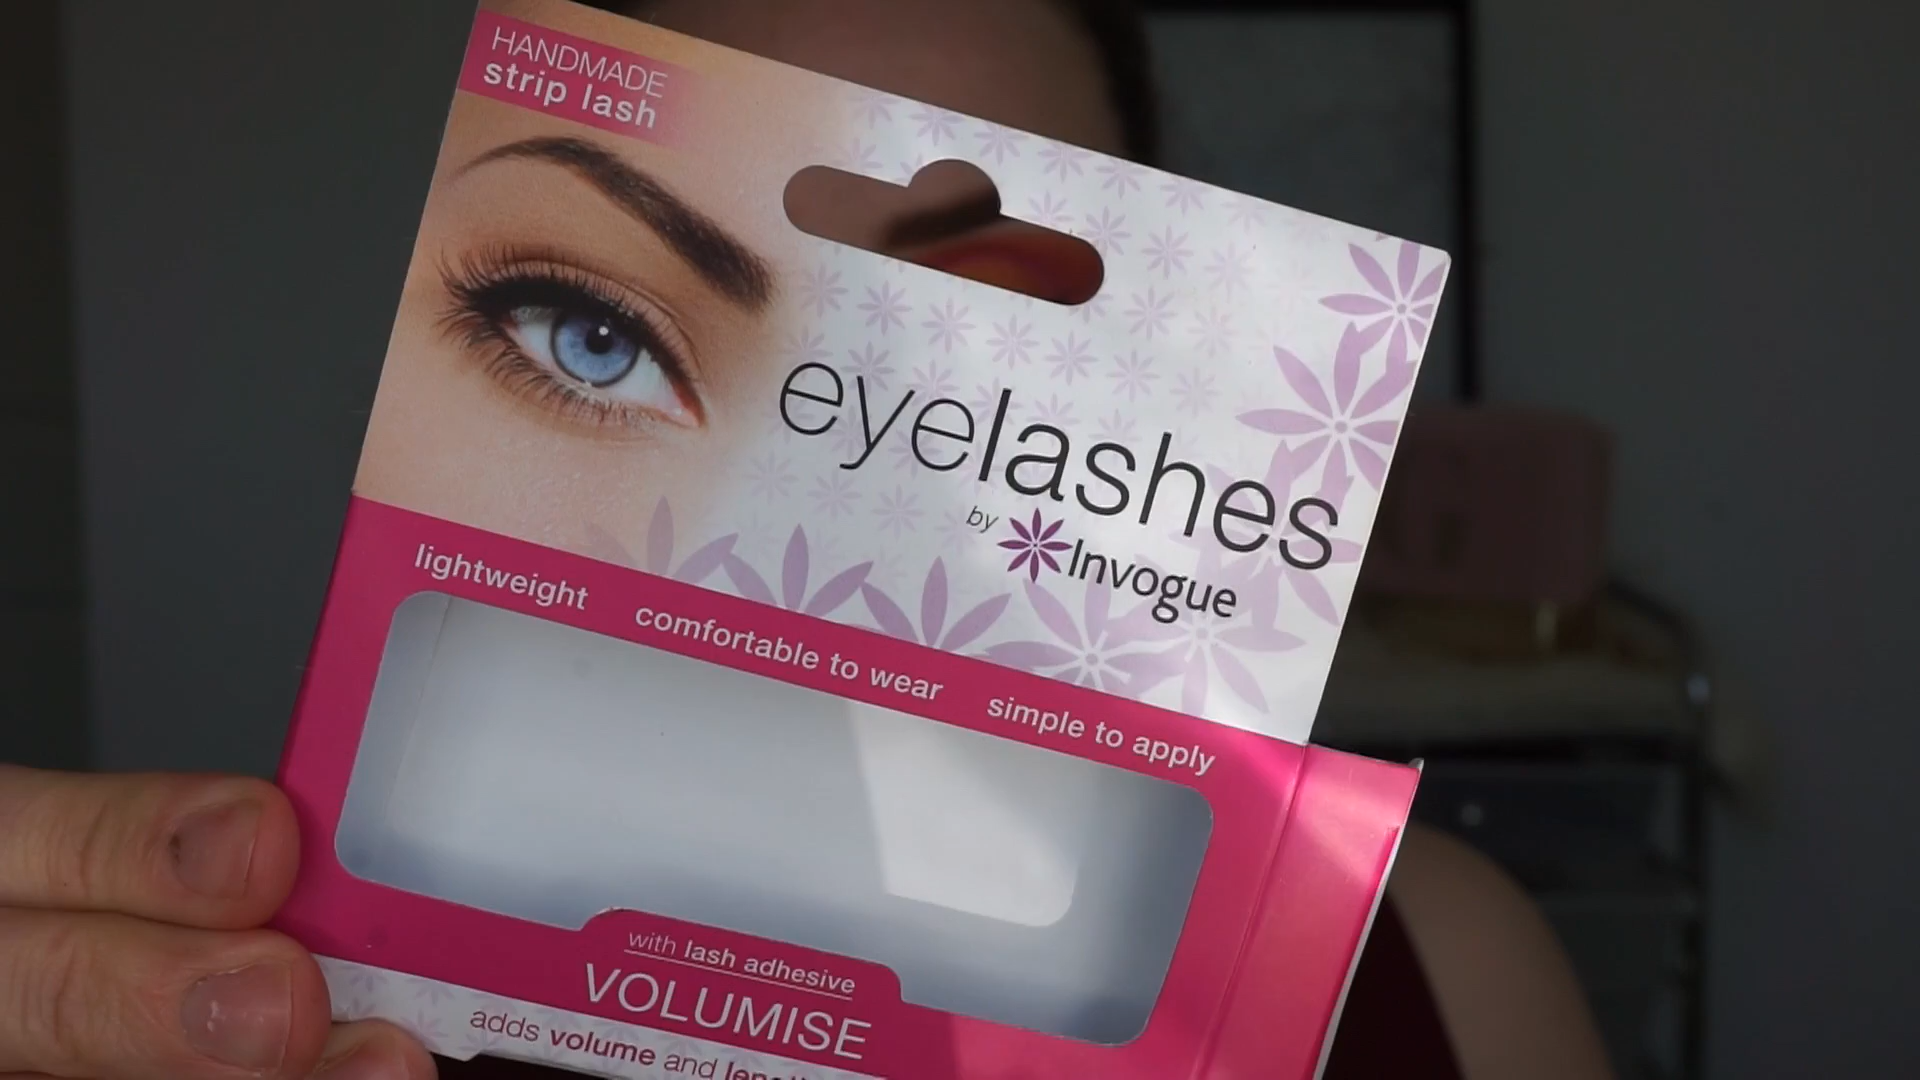 HANDMADE
strip lash
eyelashes
by Invogue
lightweight comfortable to wear simple to apply
with lash adhesive
VOLUMISE
adds volume and